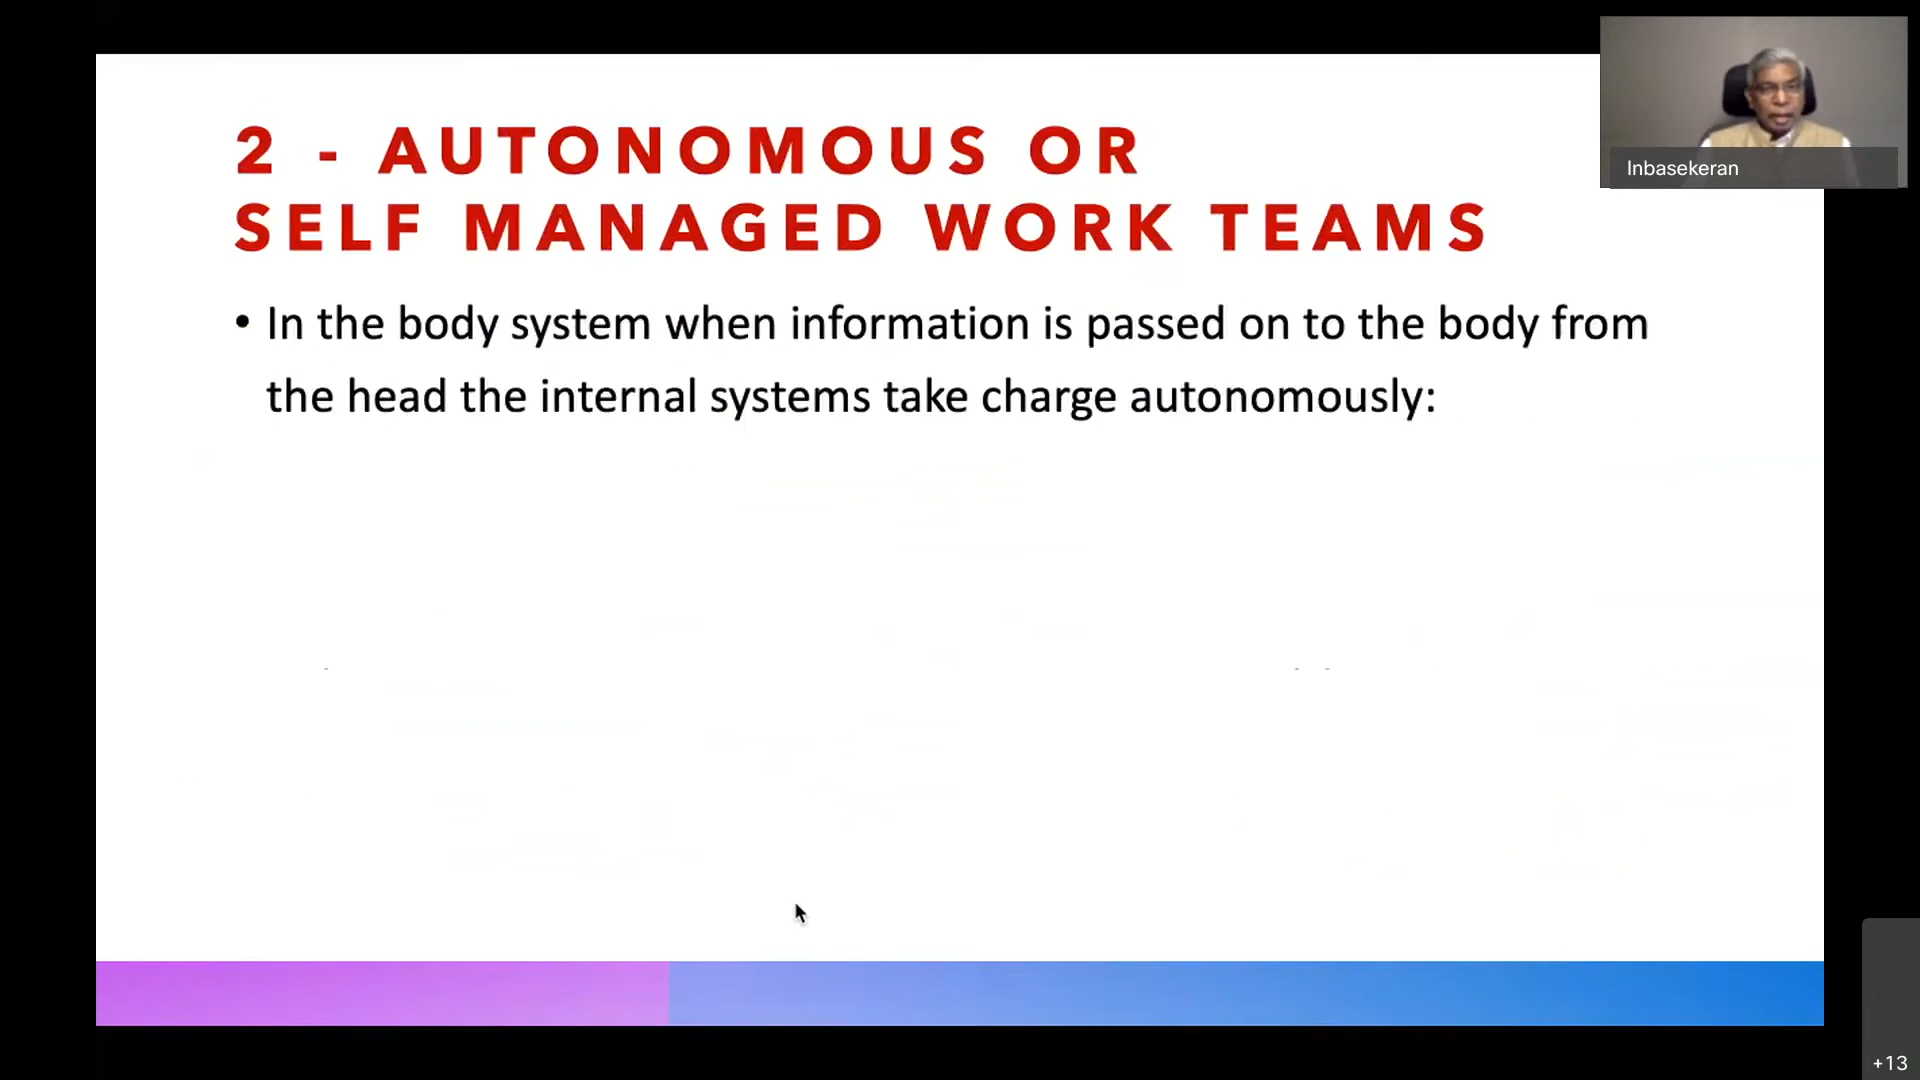 2 - AUTONOMOUS OR
SELF MANAGED WORK TEAMS
• In the body system when information is passed on to the body from
the head the internal systems take charge autonomously:
Inbasekeran
+13